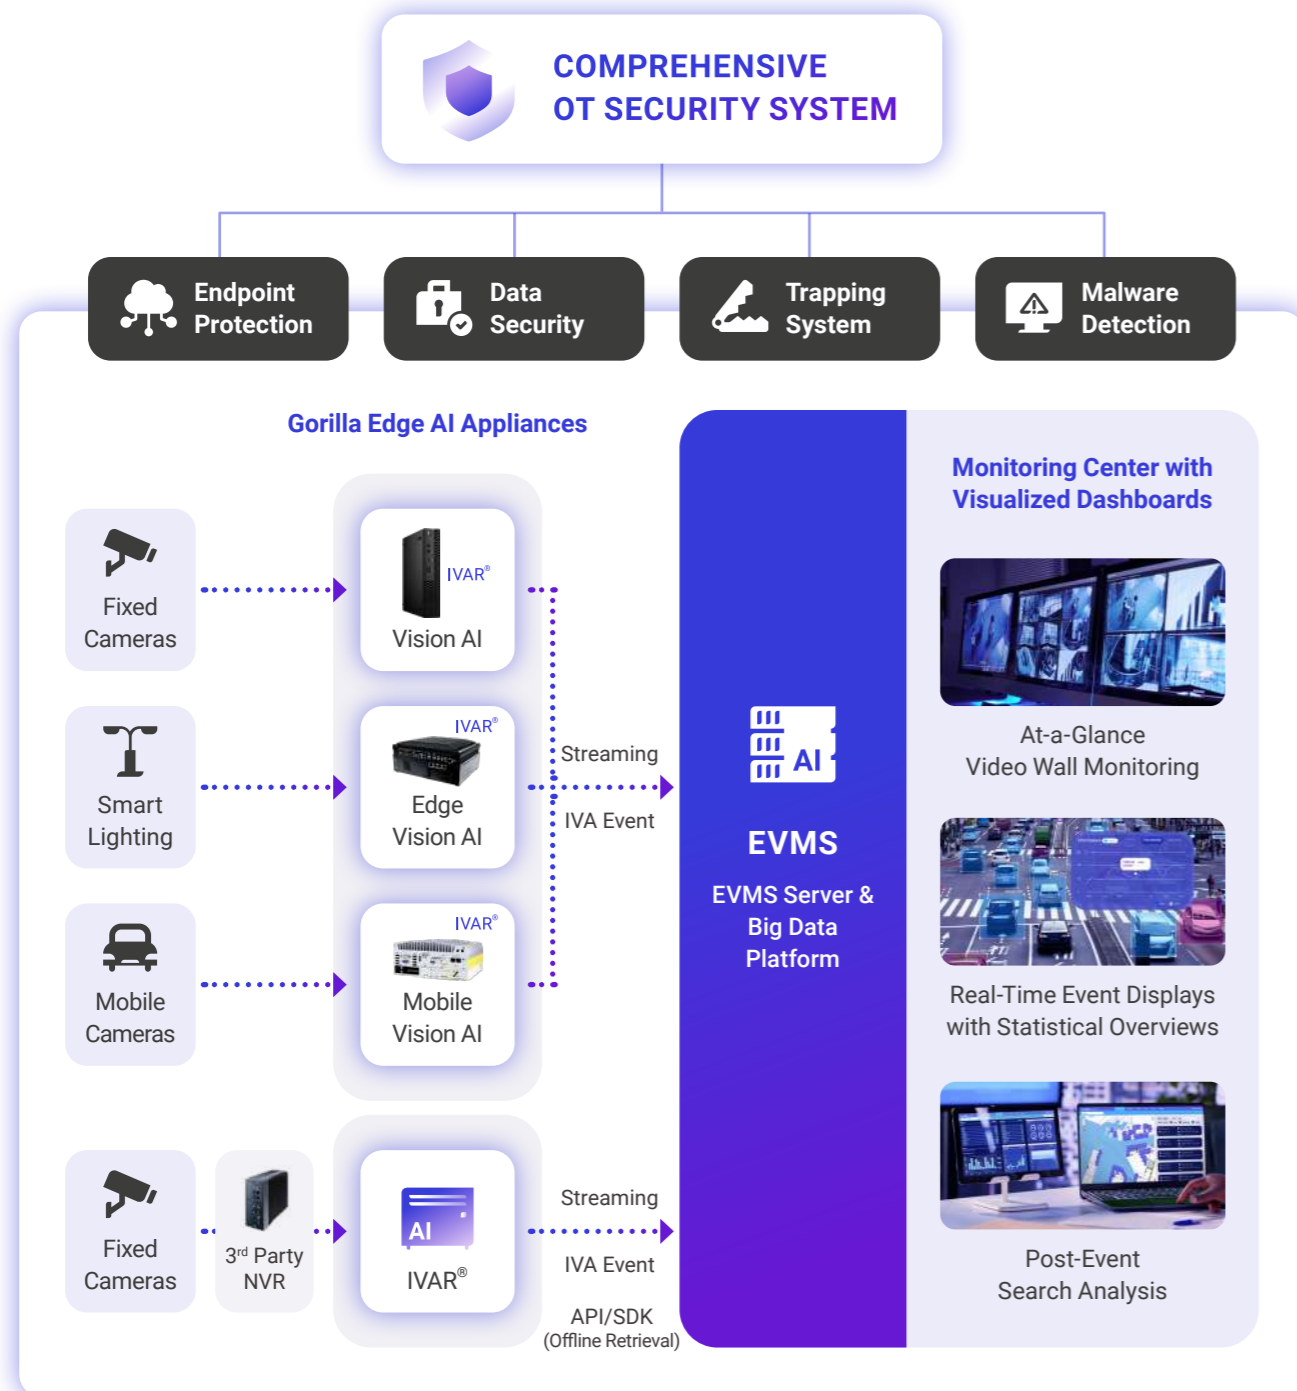 COMPREHENSIVE
OT SECURITY SYSTEM
Endpoint
Protection
Data
Security
Trapping
System
Malware
Detection
Gorilla Edge AI Appliances
Monitoring Center with
Visualized Dashboards
Fixed
Cameras
IVAR®
Vision AI
Smart
Lighting
IVAR®
Edge
Vision AI
Streaming
IVA Event
Mobile
Cameras
IVAR®
Mobile
Vision AI
AI
EVMS
EVMS Server &
Big Data
Platform
At-a-Glance
Video Wall Monitoring
Real-Time Event Displays
with Statistical Overviews
Fixed
Cameras
3rd Party
NVR
AI
IVAR®
Streaming
IVA Event
API/SDK
(Offline Retrieval)
Post-Event
Search Analysis